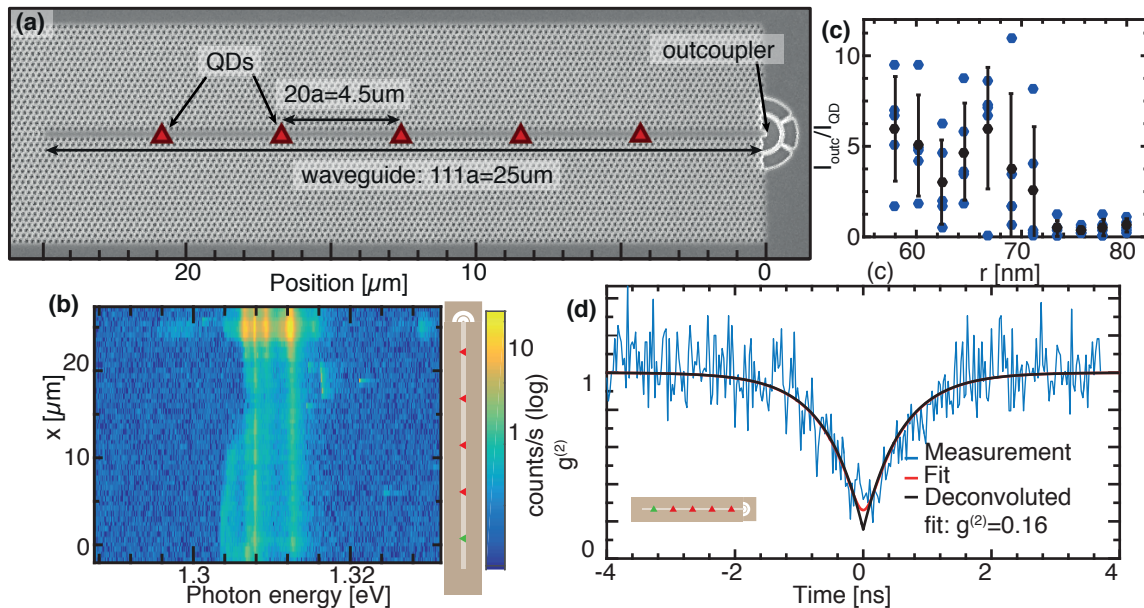 (a)
QDs
20a=4.5um
outcoupler
waveguide: 111a=25um
20
10
0
Position [µm]
(c)
10
5
0
I_outc/I_QD
60
70
80
(c)
r [nm]
(b)
20
10
0
x [µm]
1.3
1.32
Photon energy [eV]
10
1
counts/s (log)
(d)
1
0
g(2)
Measurement
Fit
Deconvoluted
fit: g(2)=0.16
-4
-2
0
2
4
Time [ns]